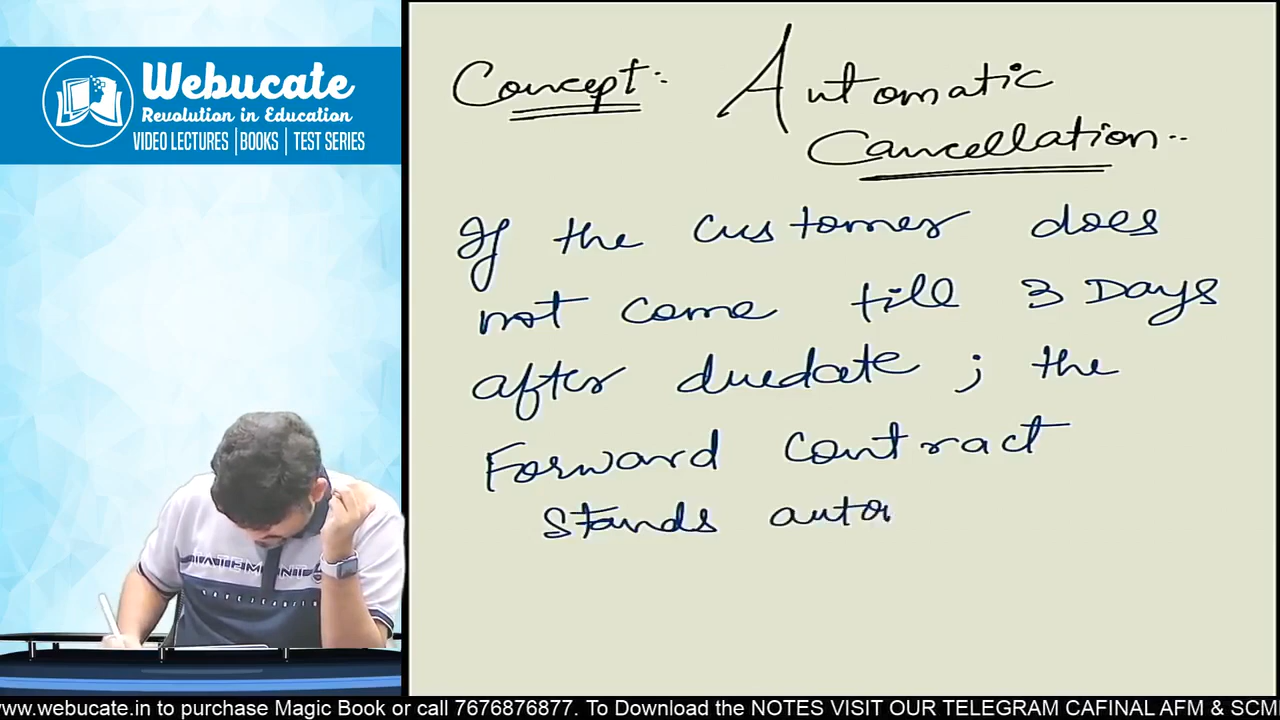 Webucate
Revolution in Education
VIDEO LECTURES | BOOKS | TEST SERIES
Concept:- Automatic
Cancellation:-
If the customer does
not come till 3 Days
after duedate ; the
Forward contract
stands auto
www.webucate.in to purchase Magic Book or call 7676876877. To Download the NOTES VISIT OUR TELEGRAM CAFINAL AFM & SCM